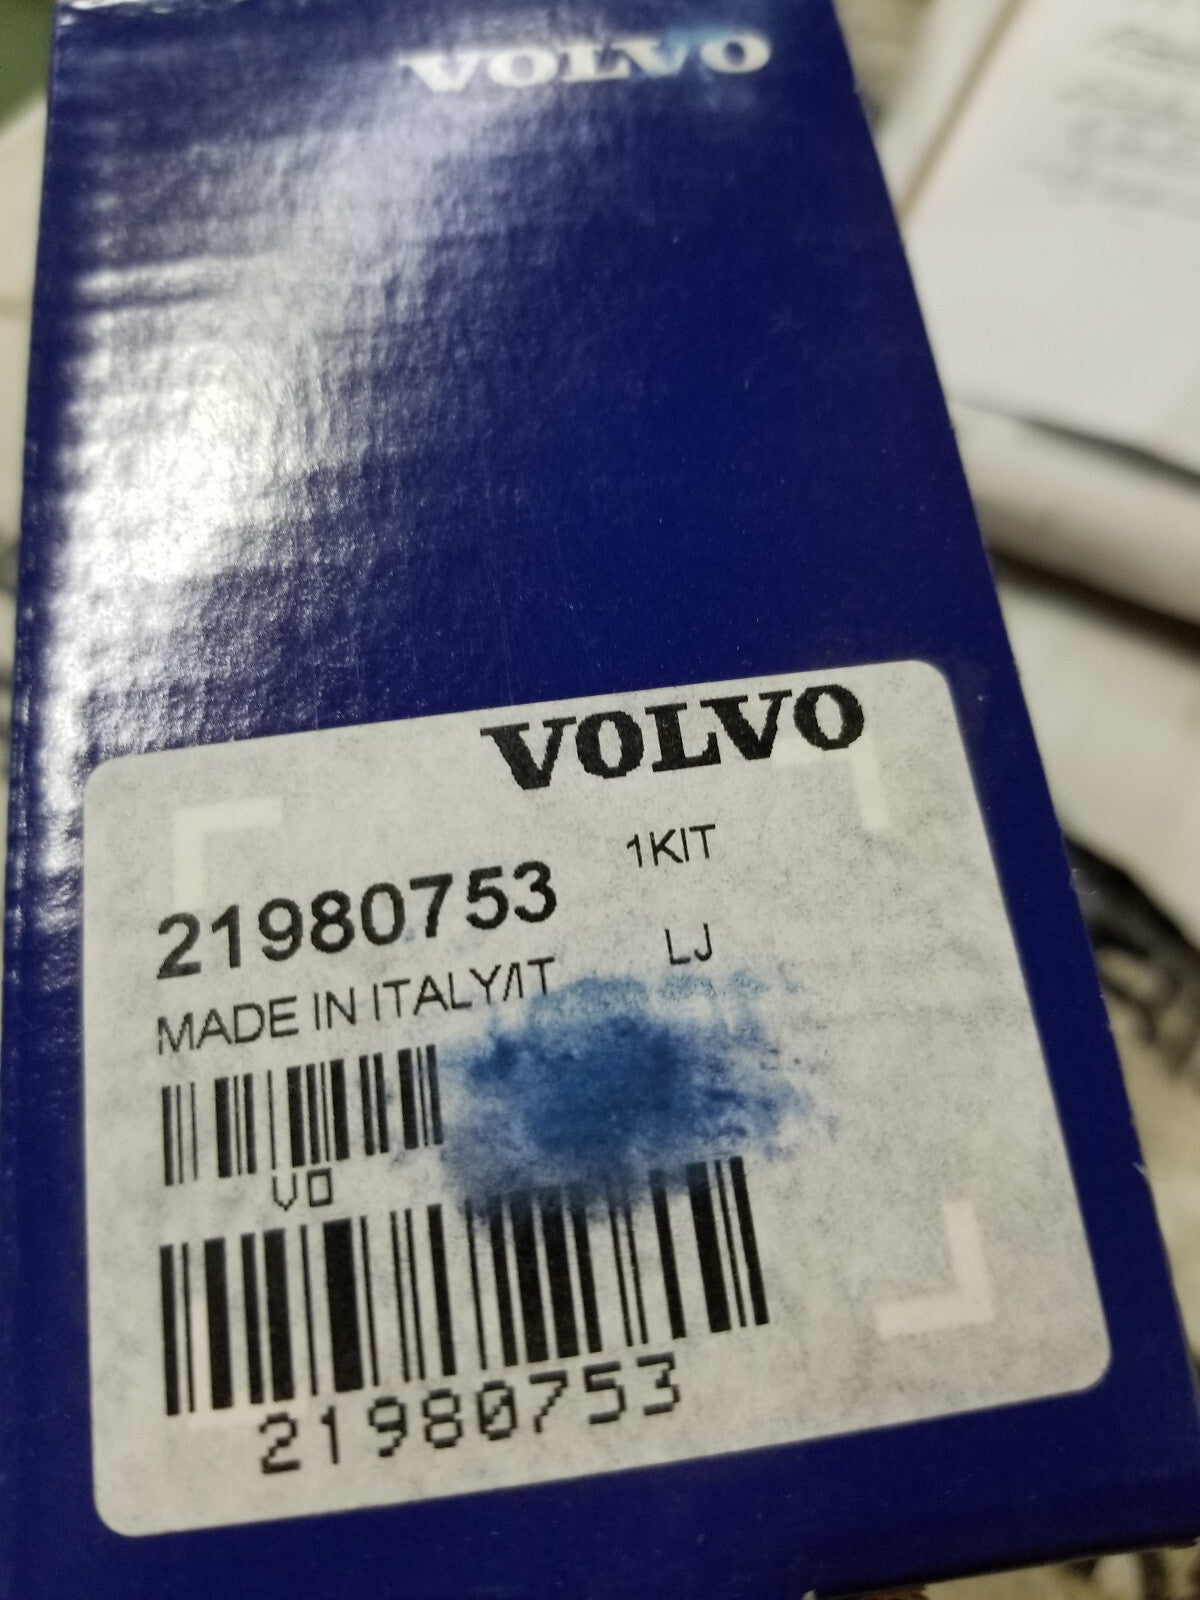 VOLVO
VOLVO
1KIT
21980753
LJ
MADE IN ITALY/IT
VO
21980753